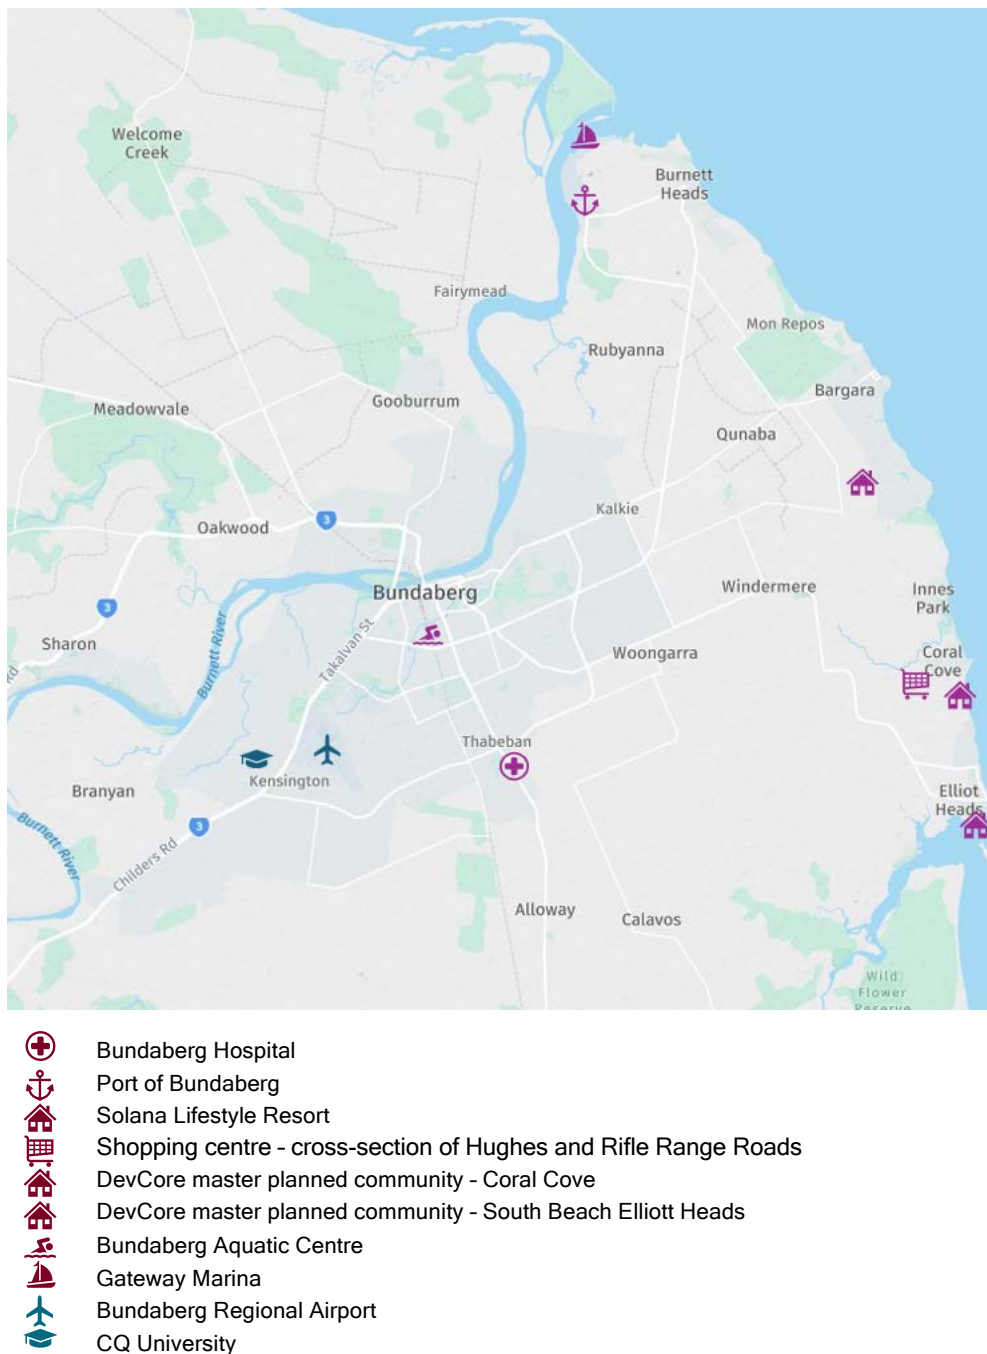 Welcome
Creek
Burnett
Heads
Fairymead
Mon Repos
Rubyanna
Bargara
Meadowvale
Gooburrum
Qunaba
Kalkie
3
Oakwood
Bundaberg
Windermere
Innes
Park
3
Sharon
Burnett River
Takalvan St
Woongarra
Coral
Cove
Rd
Thabeban
Kensington
Branyan
Elliot
Heads
3
Burnett River
Childers Rd
Alloway
Calavos
Wild
Flower
Reserve
Bundaberg Hospital
Port of Bundaberg
Solana Lifestyle Resort
Shopping centre - cross-section of Hughes and Rifle Range Roads
DevCore master planned community - Coral Cove
DevCore master planned community - South Beach Elliott Heads
Bundaberg Aquatic Centre
Gateway Marina
Bundaberg Regional Airport
CQ University